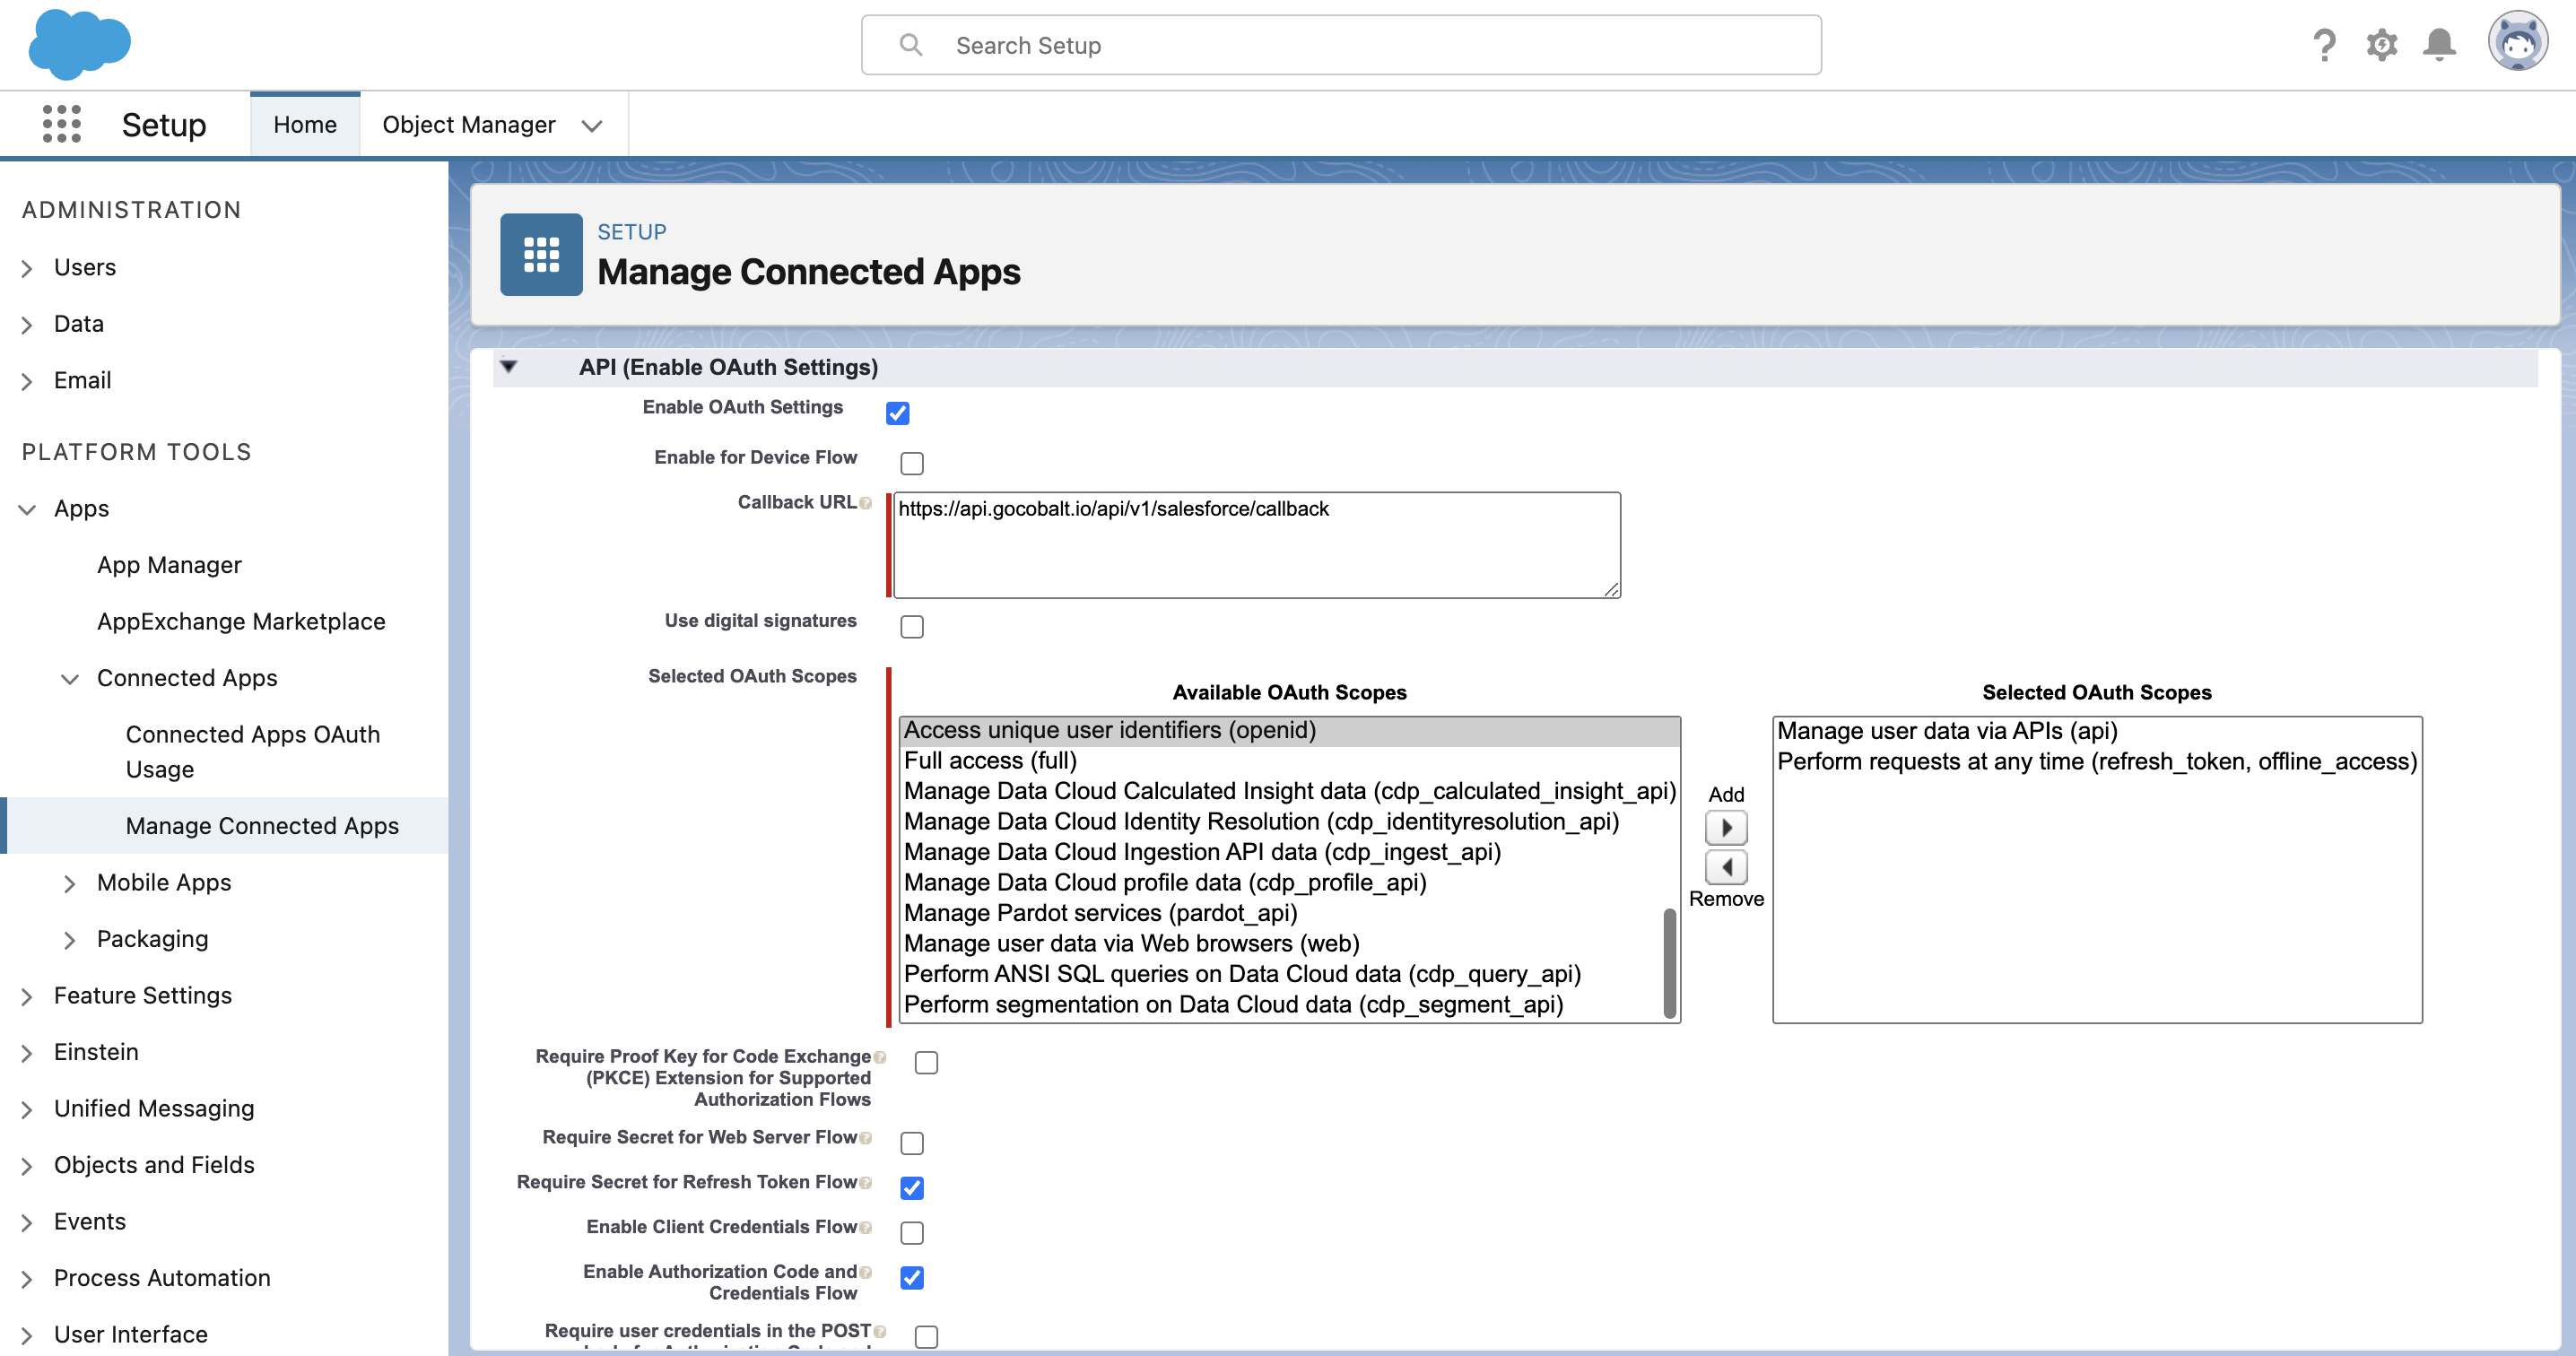 Search Setup
Setup
Home
Object Manager
ADMINISTRATION
Users
Data
Email
PLATFORM TOOLS
Apps
App Manager
AppExchange Marketplace
Connected Apps
Connected Apps OAuth
Usage
Manage Connected Apps
Mobile Apps
Packaging
Feature Settings
Einstein
Unified Messaging
Objects and Fields
Events
Process Automation
User Interface
SETUP
Manage Connected Apps
API (Enable OAuth Settings)
Enable OAuth Settings
Enable for Device Flow
Callback URL
https://api.gocobalt.io/api/v1/salesforce/callback
Use digital signatures
Selected OAuth Scopes
Available OAuth Scopes
Access unique user identifiers (openid)
Full access (full)
Manage Data Cloud Calculated Insight data (cdp_calculated_insight_api)
Manage Data Cloud Identity Resolution (cdp_identityresolution_api)
Manage Data Cloud Ingestion API data (cdp_ingest_api)
Manage Data Cloud profile data (cdp_profile_api)
Manage Pardot services (pardot_api)
Manage user data via Web browsers (web)
Perform ANSI SQL queries on Data Cloud data (cdp_query_api)
Perform segmentation on Data Cloud data (cdp_segment_api)
Add
Remove
Selected OAuth Scopes
Manage user data via APIs (api)
Perform requests at any time (refresh_token, offline_access)
Require Proof Key for Code Exchange
(PKCE) Extension for Supported
Authorization Flows
Require Secret for Web Server Flow
Require Secret for Refresh Token Flow
Enable Client Credentials Flow
Enable Authorization Code and
Credentials Flow
Require user credentials in the POST